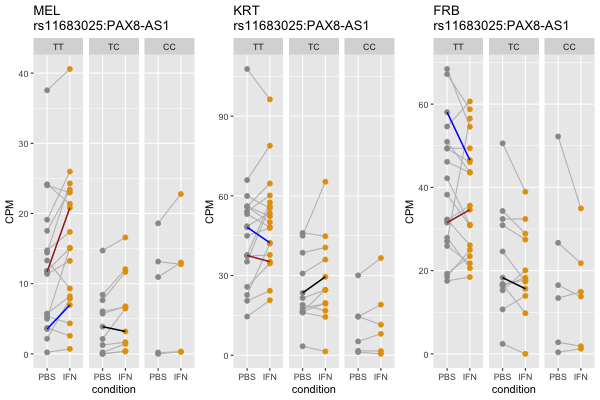 MEL
rs11683025:PAX8-AS1
TT TC CC
CPM
40
30
20
10
0
PBS IFN PBS IFN PBS IFN
condition
KRT
rs11683025:PAX8-AS1
TT TC CC
CPM
90
60
30
0
PBS IFN PBS IFN PBS IFN
condition
FRB
rs11683025:PAX8-AS1
TT TC CC
CPM
60
40
20
0
PBS IFN PBS IFN PBS IFN
condition